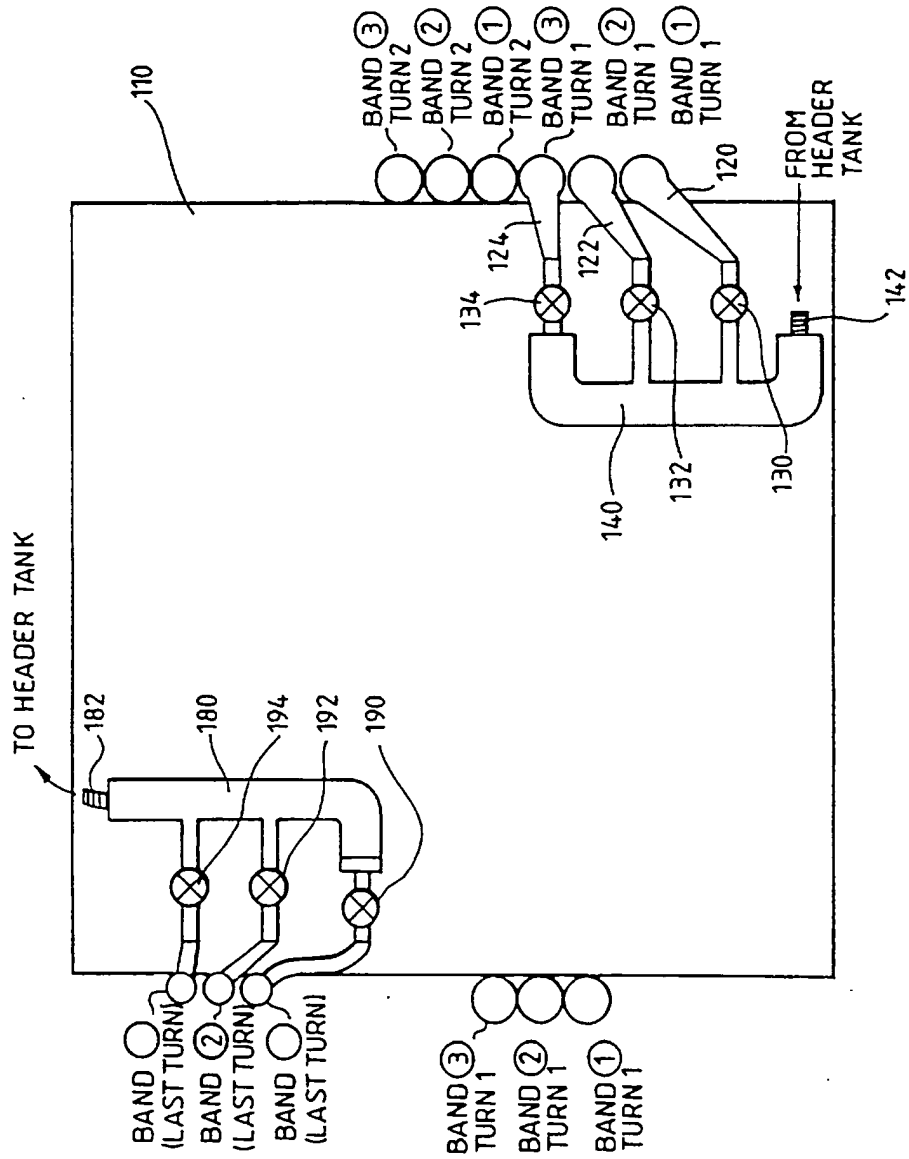 TO HEADER TANK
182
180
194
192
190
BAND ◯
(LAST TURN)
BAND ②
(LAST TURN)
BAND ◯
(LAST TURN)
BAND ③
TURN 1
BAND ②
TURN 1
BAND ①
TURN 1
110
BAND ③
TURN 2
BAND ②
TURN 2
BAND ①
TURN 2
BAND ③
TURN 1
BAND ②
TURN 1
BAND ①
TURN 1
124
134
122
120
132
130
140
FROM
HEADER
TANK
142